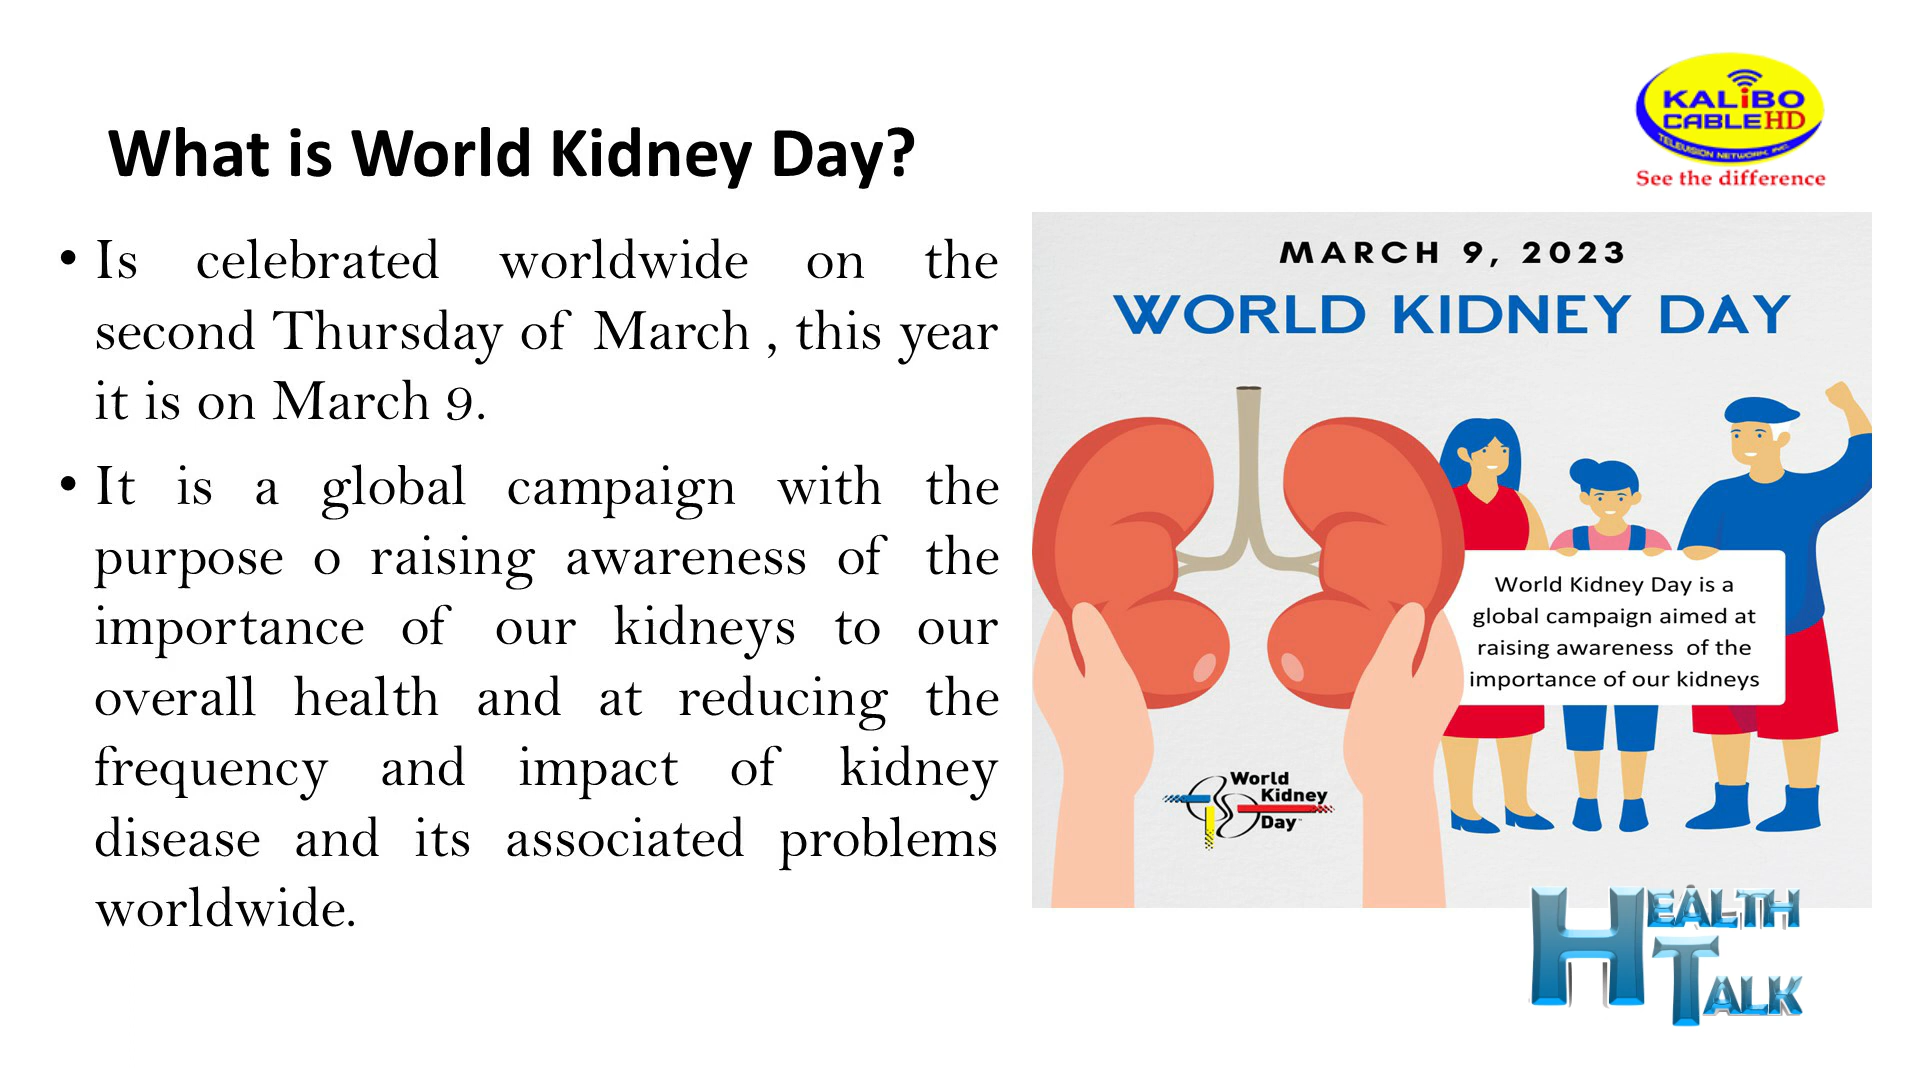 What is World Kidney Day?
KALiBO
CABLEHD
TELEVISION NETWORK, INC.
See the difference
• Is celebrated worldwide on the
second Thursday of March , this year
it is on March 9.
• It is a global campaign with the
purpose o raising awareness of the
importance of our kidneys to our
overall health and at reducing the
frequency and impact of kidney
disease and its associated problems
worldwide.
MARCH 9, 2023
WORLD KIDNEY DAY
World Kidney Day is a
global campaign aimed at
raising awareness of the
importance of our kidneys
World
Kidney
Day
HEALTH
TALK